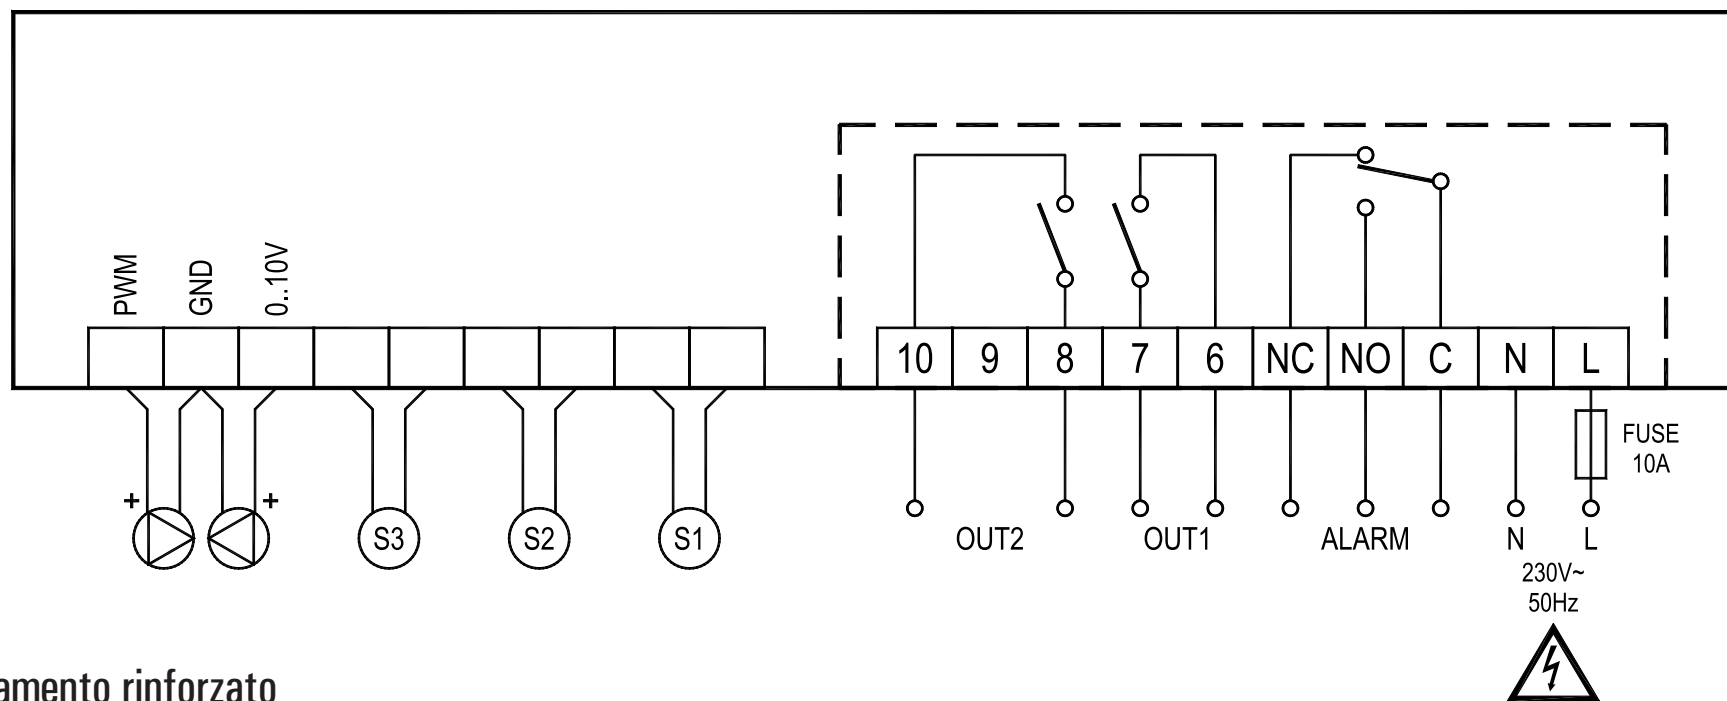 PWM
GND
0..10V
10 9 8 7 6 NC NO C N L
FUSE
10A
+ +
S3 S2 S1
OUT2 OUT1 ALARM N L
230V~
50Hz
rinforzato